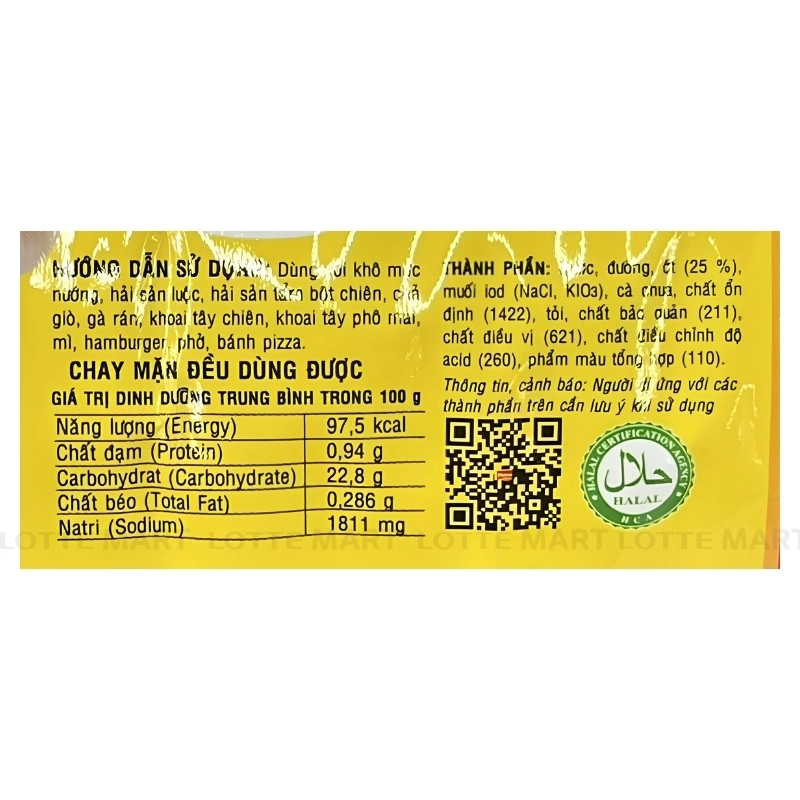 HƯỚNG DẪN SỬ DỤNG: Dùng với khô mực
nướng, hải sản luộc, hải sản tẩm bột chiên, chả
giò, gà rán, khoai tây chiên, khoai tây phô mai,
mì, hamburger, phở, bánh pizza.
CHAY MẶN ĐỀU DÙNG ĐƯỢC
GIÁ TRỊ DINH DƯỠNG TRUNG BÌNH TRONG 100 g
Năng lượng (Energy) 97,5 kcal
Chất đạm (Protein) 0,94 g
Carbohydrat (Carbohydrate) 22,8 g
Chất béo (Total Fat) 0,286 g
Natri (Sodium) 1811 mg
THÀNH PHẦN: Nước, đường, ớt (25 %),
muối iod (NaCl, KIO3), cà chua, chất ổn
định (1422), tỏi, chất bảo quản (211),
chất điều vị (621), chất điều chỉnh độ
acid (260), phẩm màu tổng hợp (110).
Thông tin, cảnh báo: Người dị ứng với các
thành phần trên cần lưu ý khi sử dụng
HALAL CERTIFICATION AGENCY
حلال
HALAL
HCA
LOTTE MART LOTTE MART LOTTE MART LOTTE MART